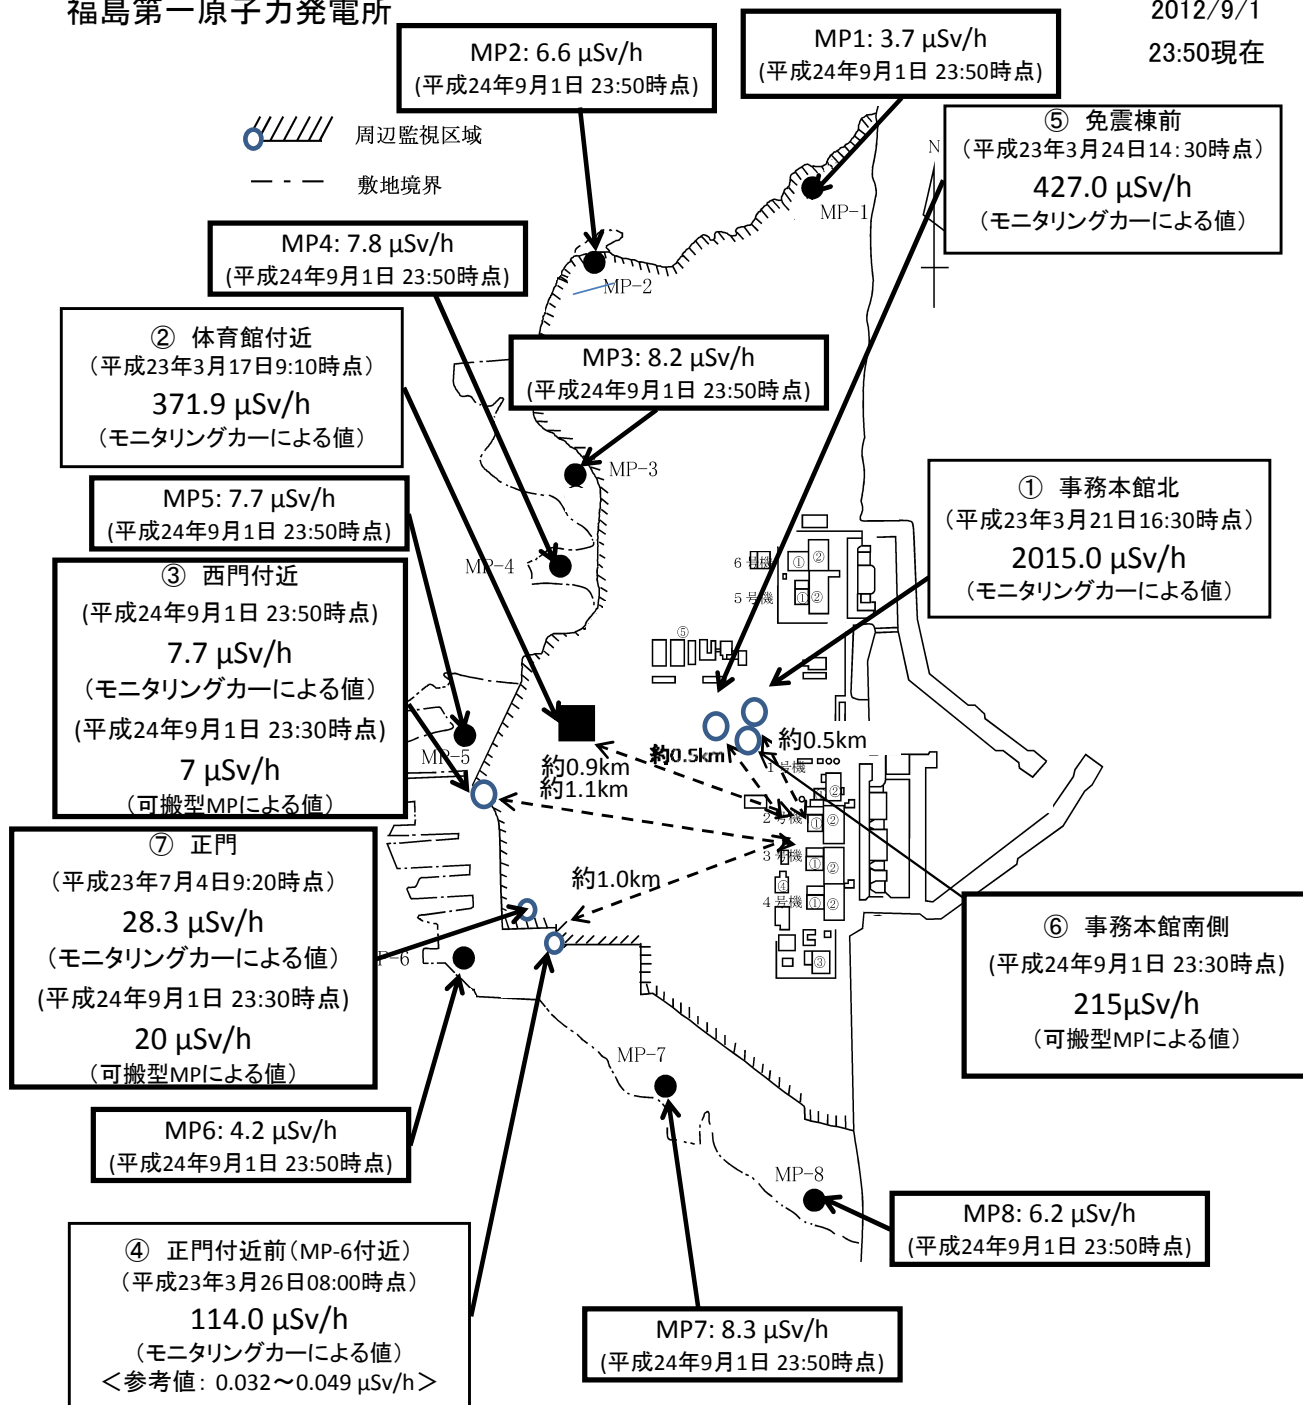 福島第一原子力発電所
2012/9/1
23:50現在
MP2: 6.6 μSv/h
(平成24年9月1日 23:50時点)
MP1: 3.7 μSv/h
(平成24年9月1日 23:50時点)
⑤ 免震棟前
(平成23年3月24日14:30時点)
427.0 μSv/h
(モニタリングカーによる値)
周辺監視区域
敷地境界
N
MP-1
MP4: 7.8 μSv/h
(平成24年9月1日 23:50時点)
MP-2
② 体育館付近
(平成23年3月17日9:10時点)
371.9 μSv/h
(モニタリングカーによる値)
MP3: 8.2 μSv/h
(平成24年9月1日 23:50時点)
MP-3
MP5: 7.7 μSv/h
(平成24年9月1日 23:50時点)
① 事務本館北
(平成23年3月21日16:30時点)
2015.0 μSv/h
(モニタリングカーによる値)
MP-4
6号機
①
②
5号機
①
②
③ 西門付近
(平成24年9月1日 23:50時点)
7.7 μSv/h
(モニタリングカーによる値)
(平成24年9月1日 23:30時点)
7 μSv/h
(可搬型MPによる値)
⑤
MP-5
約0.9km
約1.1km
約0.5km
約0.5km
1号機
②
2号機
①
②
3号機
①
②
4号機
①
②
④
③
約1.0km
⑦ 正門
(平成23年7月4日9:20時点)
28.3 μSv/h
(モニタリングカーによる値)
(平成24年9月1日 23:30時点)
20 μSv/h
(可搬型MPによる値)
P-6
⑥ 事務本館南側
(平成24年9月1日 23:30時点)
215μSv/h
(可搬型MPによる値)
MP-7
MP6: 4.2 μSv/h
(平成24年9月1日 23:50時点)
MP-8
MP8: 6.2 μSv/h
(平成24年9月1日 23:50時点)
④ 正門付近前(MP-6付近)
(平成23年3月26日08:00時点)
114.0 μSv/h
(モニタリングカーによる値)
＜参考値: 0.032～0.049 μSv/h＞
MP7: 8.3 μSv/h
(平成24年9月1日 23:50時点)